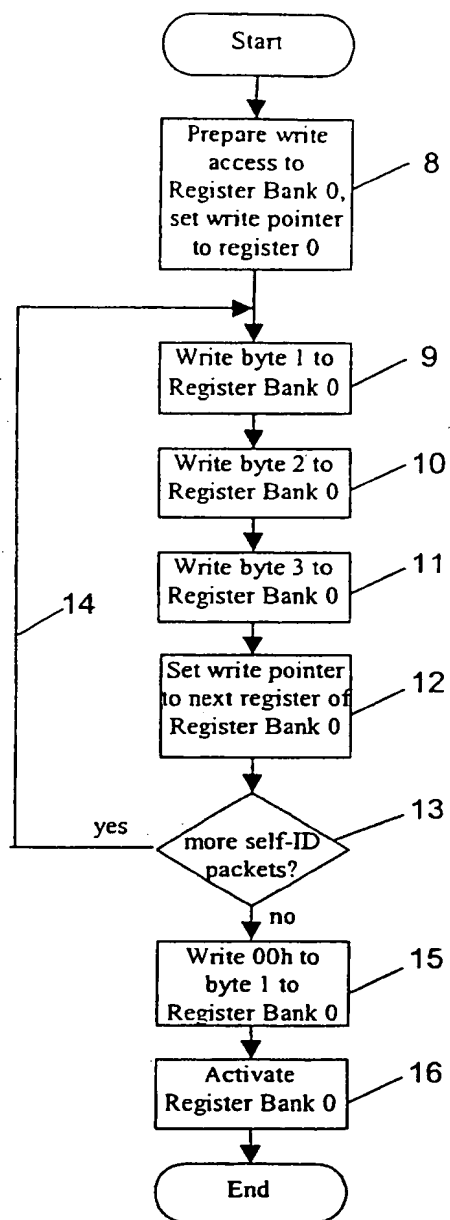 Start
Prepare write
access to
Register Bank 0,
set write pointer
to register 0
8
Write byte 1 to
Register Bank 0
9
Write byte 2 to
Register Bank 0
10
Write byte 3 to
Register Bank 0
11
14
Set write pointer
to next register of
Register Bank 0
12
yes
more self-ID
packets?
13
no
Write 00h to
byte 1 to
Register Bank 0
15
Activate
Register Bank 0
16
End